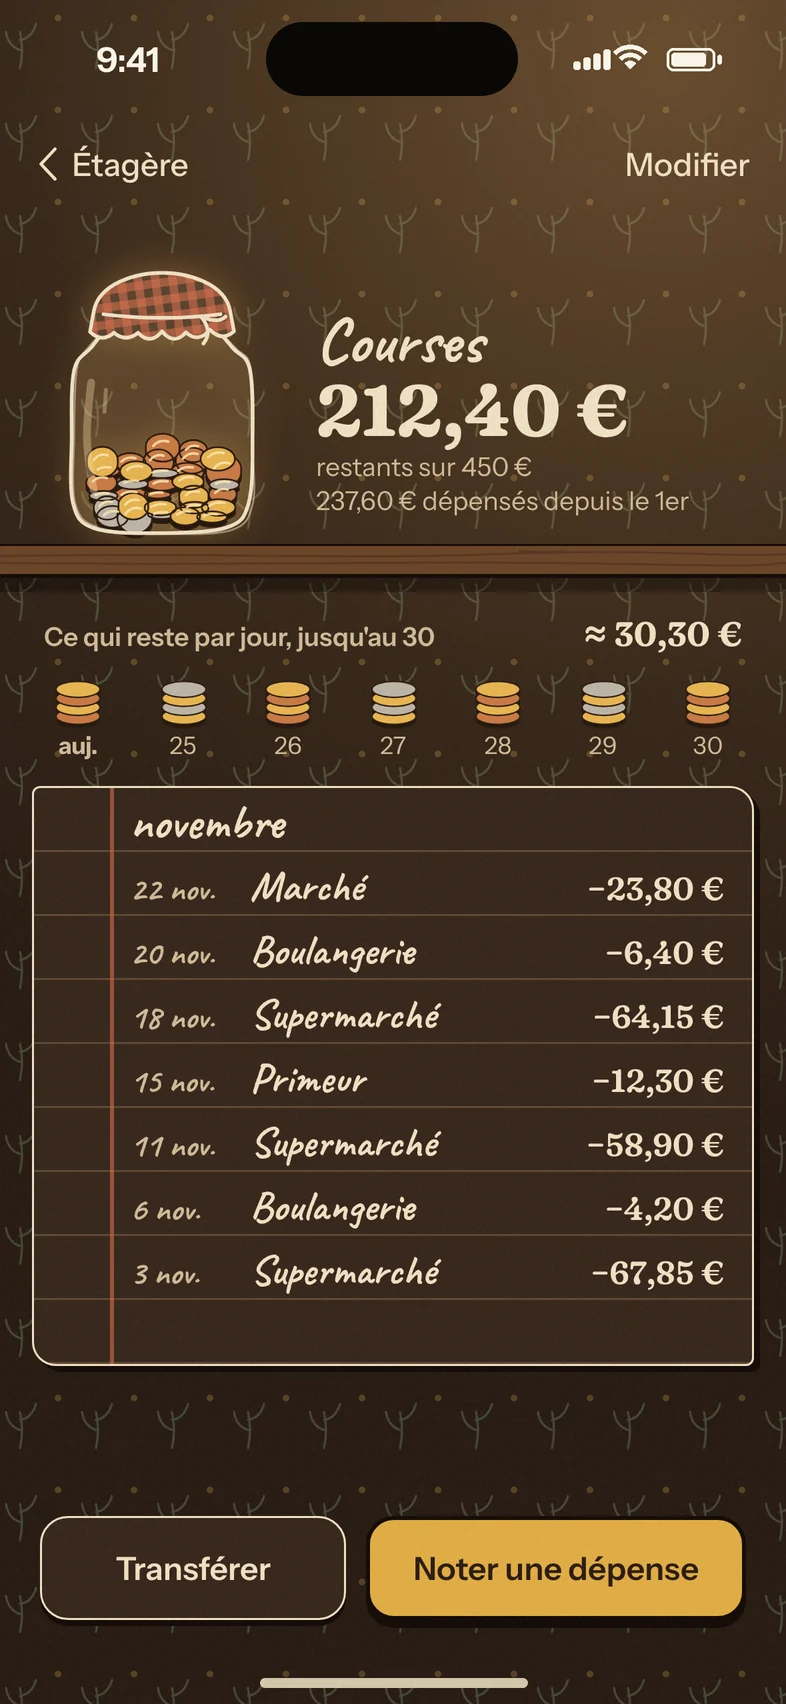 9:41
Étagère
Modifier
Courses
212,40 €
restants sur 450 €
237,60 € dépensés depuis le 1er
Ce qui reste par jour, jusqu'au 30
≈ 30,30 €
auj. 25 26 27 28 29 30
novembre
22 nov. Marché −23,80 €
20 nov. Boulangerie −6,40 €
18 nov. Supermarché −64,15 €
15 nov. Primeur −12,30 €
11 nov. Supermarché −58,90 €
6 nov. Boulangerie −4,20 €
3 nov. Supermarché −67,85 €
Transférer
Noter une dépense